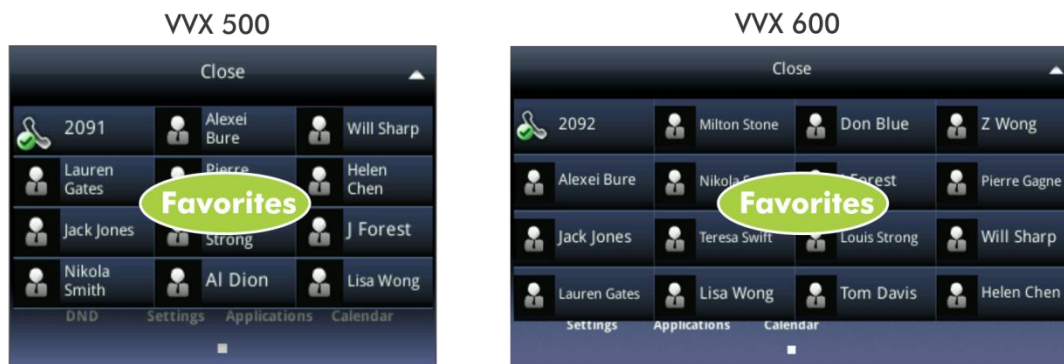 VVX 500
VVX 600
Close
2091
Alexei
Bure
Will Sharp
Lauren
Gates
Pierre
Helen
Chen
Favorites
Jack Jones
Strong
J Forest
Nikola
Smith
Al Dion
Lisa Wong
DND Settings Applications Calendar
Close
2092
Milton Stone
Don Blue
Z Wong
Alexei Bure
Nikola
Forest
Pierre Gagne
Favorites
Jack Jones
Teresa Swift
Louis Strong
Will Sharp
Lauren Gates
Lisa Wong
Tom Davis
Helen Chen
Settings Applications Calendar